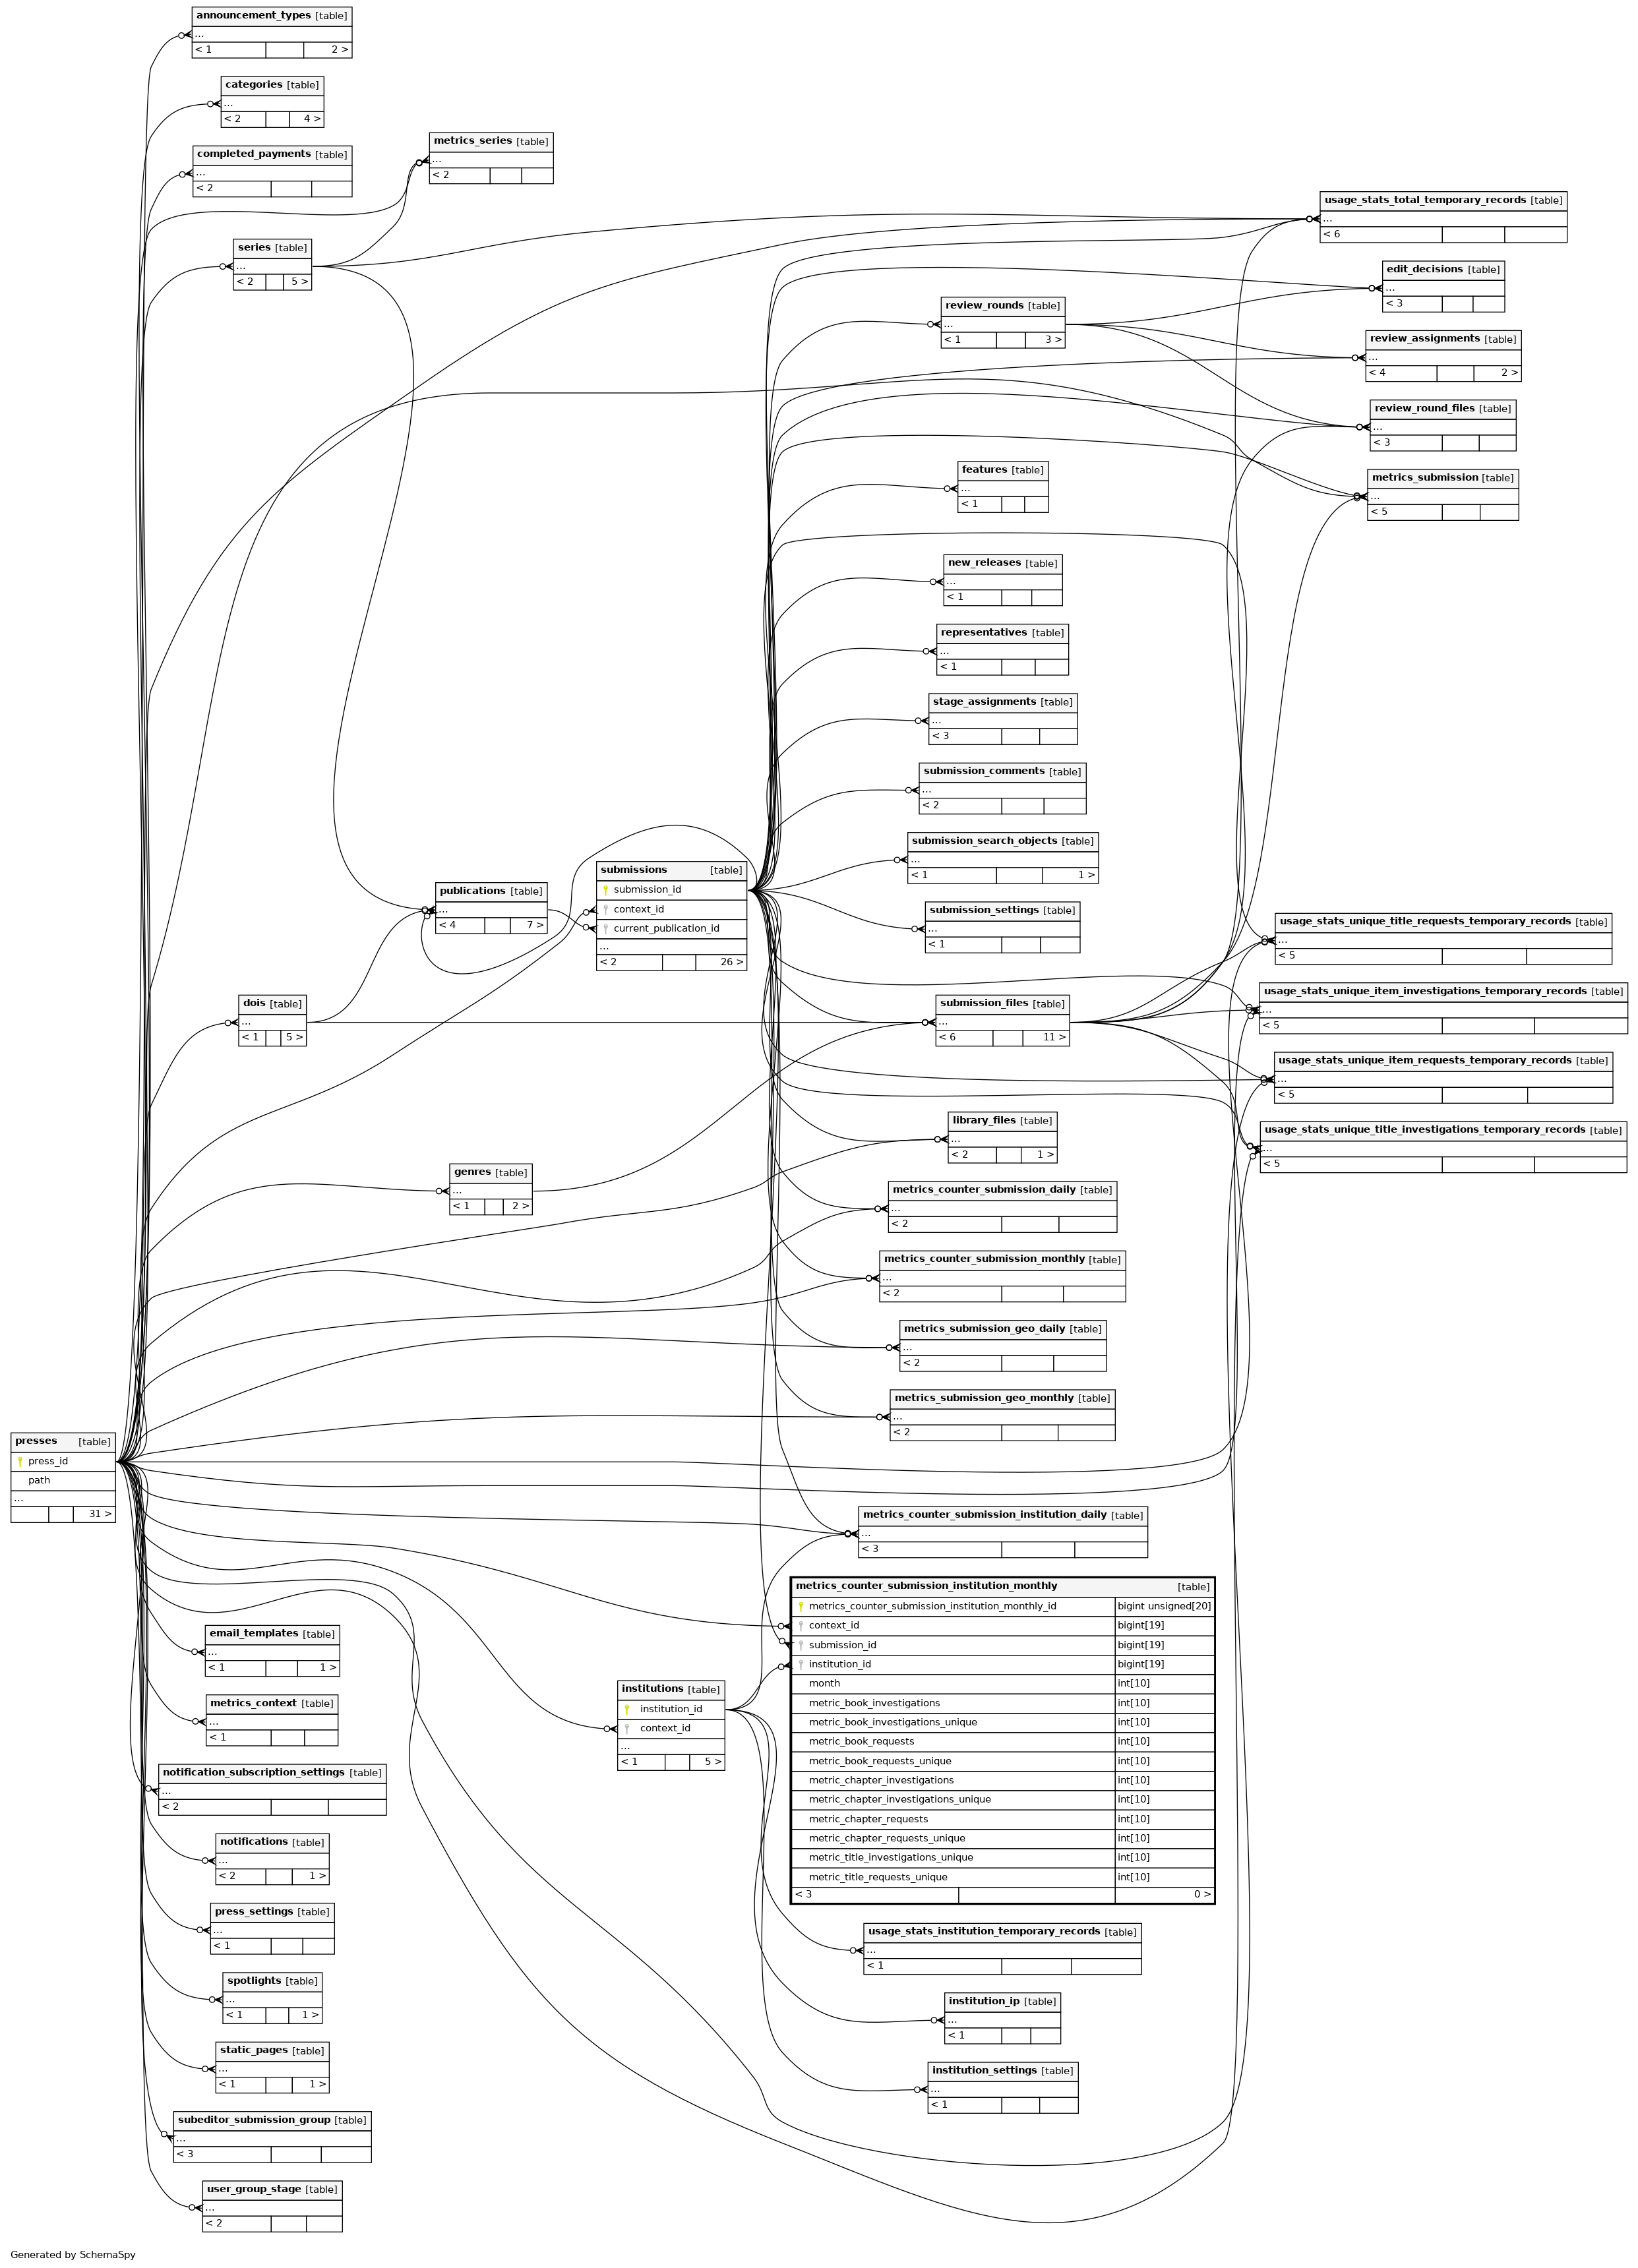 announcement_types [table]
...
< 1 2 >
categories [table]
...
< 2 4 >
completed_payments [table]
...
< 2
metrics_series [table]
...
< 2
series [table]
...
< 2 5 >
usage_stats_total_temporary_records [table]
...
< 6
edit_decisions [table]
...
< 3
review_rounds [table]
...
< 1 3 >
review_assignments [table]
...
< 4 2 >
review_round_files [table]
...
< 3
metrics_submission [table]
...
< 5
features [table]
...
< 1
new_releases [table]
...
< 1
representatives [table]
...
< 1
stage_assignments [table]
...
< 3
submission_comments [table]
...
< 2
submission_search_objects [table]
...
< 1 1 >
submission_settings [table]
...
< 1
submissions [table]
submission_id
context_id
current_publication_id
...
< 2 26 >
publications [table]
...
< 4 7 >
dois [table]
...
< 1 5 >
submission_files [table]
...
< 6 11 >
usage_stats_unique_title_requests_temporary_records [table]
...
< 5
usage_stats_unique_item_investigations_temporary_records [table]
...
< 5
usage_stats_unique_item_requests_temporary_records [table]
...
< 5
usage_stats_unique_title_investigations_temporary_records [table]
...
< 5
library_files [table]
...
< 2 1 >
genres [table]
...
< 1 2 >
metrics_counter_submission_daily [table]
...
< 2
metrics_counter_submission_monthly [table]
...
< 2
metrics_submission_geo_daily [table]
...
< 2
metrics_submission_geo_monthly [table]
...
< 2
presses [table]
press_id
path
...
31 >
metrics_counter_submission_institution_daily [table]
...
< 3
metrics_counter_submission_institution_monthly [table]
metrics_counter_submission_institution_monthly_id bigint unsigned[20]
context_id bigint[19]
submission_id bigint[19]
institution_id bigint[19]
month int[10]
metric_book_investigations int[10]
metric_book_investigations_unique int[10]
metric_book_requests int[10]
metric_book_requests_unique int[10]
metric_chapter_investigations int[10]
metric_chapter_investigations_unique int[10]
metric_chapter_requests int[10]
metric_chapter_requests_unique int[10]
metric_title_investigations_unique int[10]
metric_title_requests_unique int[10]
< 3 0 >
email_templates [table]
...
< 1 1 >
institutions [table]
institution_id
context_id
...
< 1 5 >
metrics_context [table]
...
< 1
notification_subscription_settings [table]
...
< 2
notifications [table]
...
< 2 1 >
press_settings [table]
...
< 1
usage_stats_institution_temporary_records [table]
...
< 1
spotlights [table]
...
< 1 1 >
institution_ip [table]
...
< 1
static_pages [table]
...
< 1 1 >
institution_settings [table]
...
< 1
subeditor_submission_group [table]
...
< 3
user_group_stage [table]
...
< 2
Generated by SchemaSpy